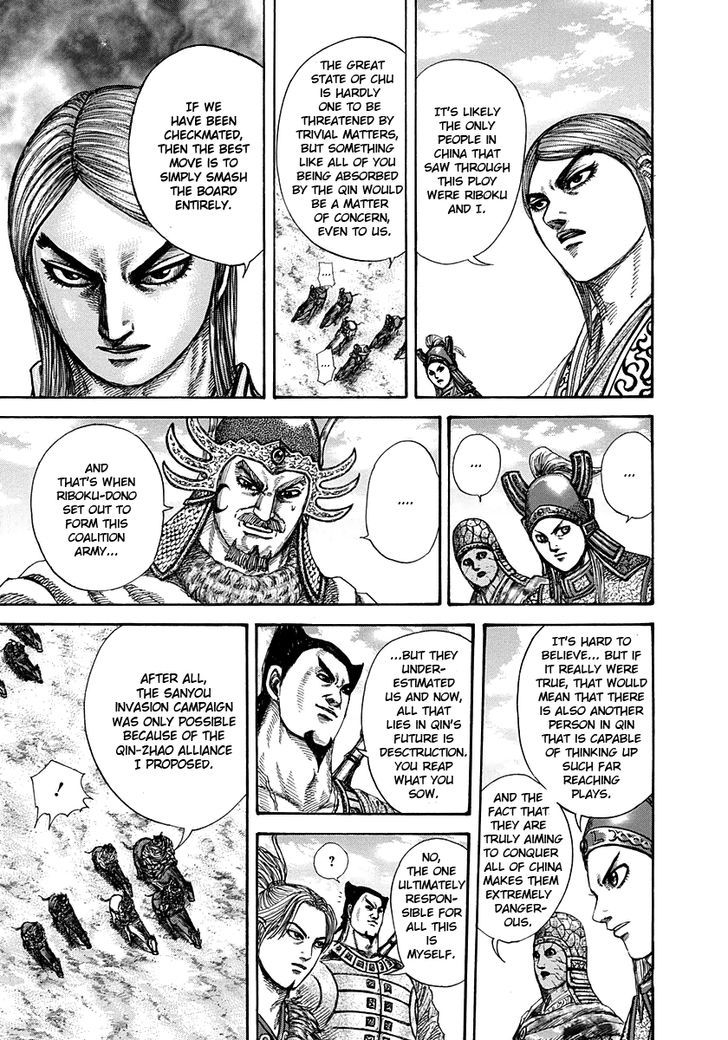 IT'S LIKELY
THE ONLY
PEOPLE IN
CHINA THAT
SAW THROUGH
THIS PLOY
WERE RIBOKU
AND I.
THE GREAT
STATE OF CHU
IS HARDLY
ONE TO BE
THREATENED BY
TRIVIAL MATTERS,
BUT SOMETHING
LIKE ALL OF YOU
BEING ABSORBED
BY THE QIN WOULD
BE A MATTER
OF CONCERN,
EVEN TO US.
...
...
IF WE
HAVE BEEN
CHECKMATED,
THEN THE BEST
MOVE IS TO
SIMPLY SMASH
THE BOARD
ENTIRELY.
...
...
....
AND
THAT'S WHEN
RIBOKU-DONO
SET OUT TO
FORM THIS
COALITION
ARMY...
IT'S HARD
TO
BELIEVE... BUT IF
IT REALLY WERE
TRUE, THAT WOULD
MEAN THAT THERE
IS ALSO ANOTHER
PERSON IN QIN
THAT IS CAPABLE
OF THINKING UP
SUCH FAR
REACHING
PLAYS.
AND THE
FACT THAT
THEY ARE
TRULY AIMING
TO CONQUER
ALL OF CHINA
MAKES THEM
EXTREMELY
DANGER-
OUS.
...BUT THEY
UNDER-
ESTIMATED
US AND NOW,
ALL THAT
LIES IN QIN'S
FUTURE IS
DESCTRUCTION.
YOU REAP
WHAT YOU
SOW.
NO,
THE ONE
ULTIMATELY
RESPON-
SIBLE FOR
ALL THIS
IS
MYSELF.
?
AFTER ALL,
THE SANYOU
INVASION CAMPAIGN
WAS ONLY POSSIBLE
BECAUSE OF THE
QIN-ZHAO ALLIANCE
I PROPOSED.
!